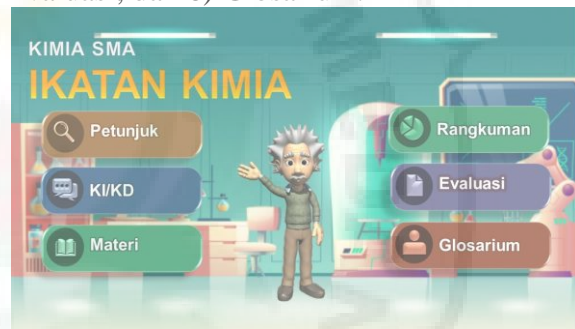 KIMIA SMA
IKATAN KIMIA
Petunjuk
KI/KD
Materi
Rangkuman
Evaluasi
Glosarium